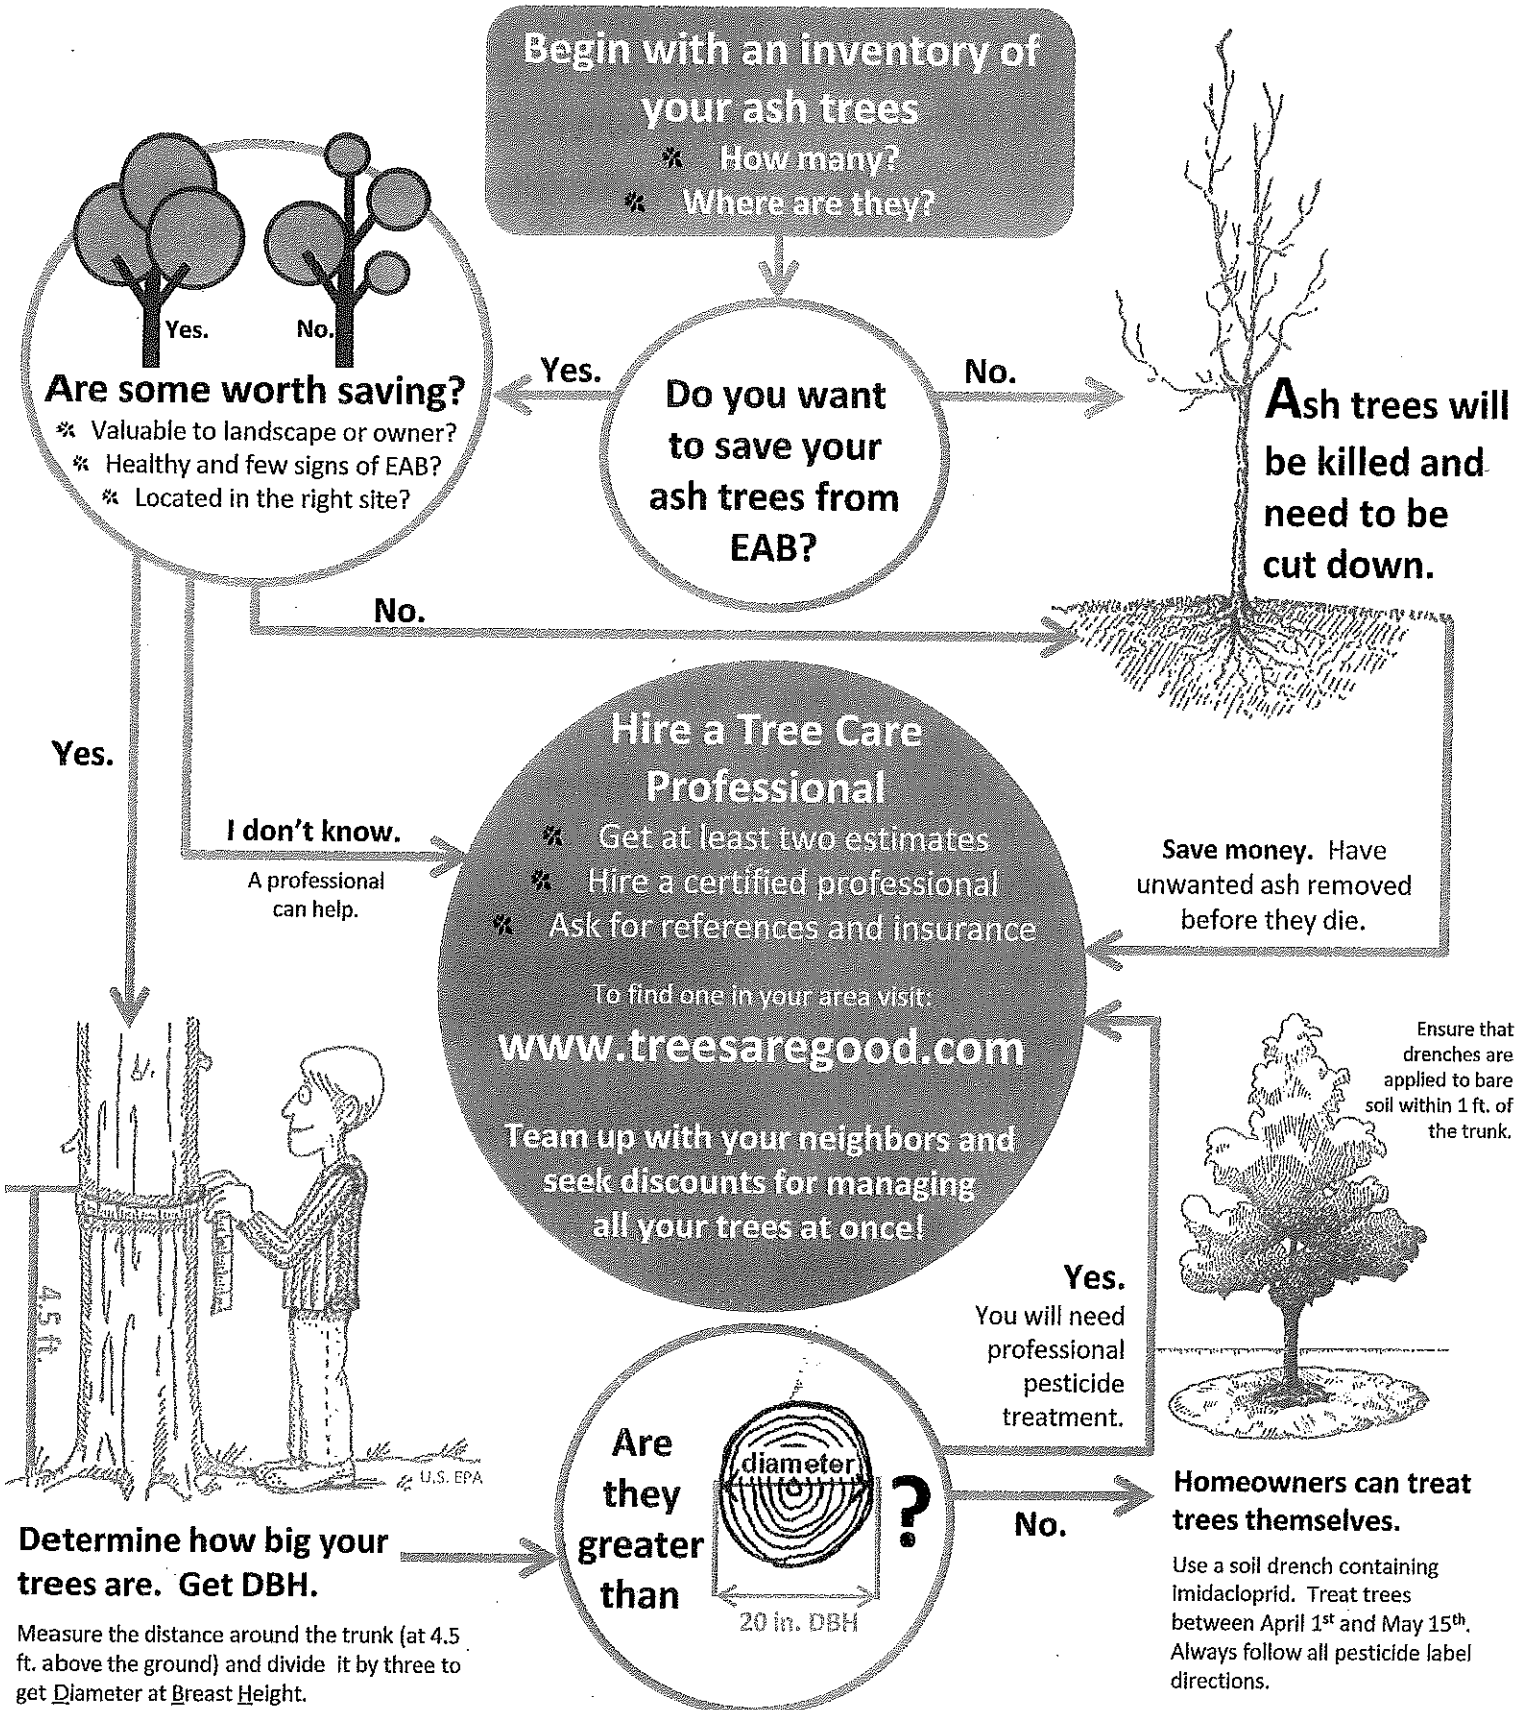 Begin with an inventory of
your ash trees
How many?
Where are they?
Yes.
No.
Are some worth saving?
Valuable to landscape or owner?
Healthy and few signs of EAB?
Located in the right site?
Yes.
Do you want
to save your
ash trees from
EAB?
No.
Ash trees will
be killed and
need to be
cut down.
No.
Yes.
I don't know.
A professional
can help.
Hire a Tree Care
Professional
Get at least two estimates
Hire a certified professional
Ask for references and insurance
To find one in your area visit:
www.treesaregood.com
Team up with your neighbors and
seek discounts for managing
all your trees at once!
Save money. Have
unwanted ash removed
before they die.
Ensure that
drenches are
applied to bare
soil within 1 ft. of
the trunk.
4.5 ft.
U.S. EPA
Determine how big your
trees are. Get DBH.
Measure the distance around the trunk (at 4.5
ft. above the ground) and divide it by three to
get Diameter at Breast Height.
Are
they
greater
than
diameter
20 in. DBH
?
Yes.
You will need
professional
pesticide
treatment.
No.
Homeowners can treat
trees themselves.
Use a soil drench containing
imidacloprid. Treat trees
between April 1st and May 15th.
Always follow all pesticide label
directions.